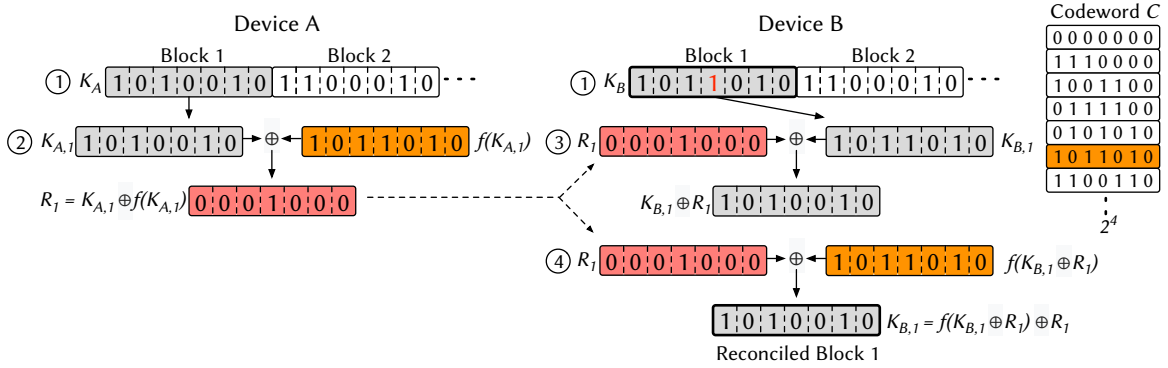 Device A
Block 1 Block 2
① K_A 1 0 1 0 0 1 0 1 1 0 0 0 1 0 ...
② K_A,1 1 0 1 0 0 1 0 ⊕ 1 0 1 1 0 1 0 f(K_A,1)
R_1 = K_A,1 ⊕ f(K_A,1) 0 0 0 1 0 0 0
Device B
Block 1 Block 2
① K_B 1 0 1 1 0 1 0 1 1 0 0 0 1 0 ...
③ R_1 0 0 0 1 0 0 0 ⊕ 1 0 1 1 0 1 0 K_B,1
K_B,1 ⊕ R_1 1 0 1 0 0 1 0
④ R_1 0 0 0 1 0 0 0 ⊕ 1 0 1 1 0 1 0 f(K_B,1 ⊕ R_1)
1 0 1 0 0 1 0 K_B,1 = f(K_B,1 ⊕ R_1) ⊕ R_1
Reconciled Block 1
Codeword C
0 0 0 0 0 0 0
1 1 1 0 0 0 0
1 0 0 1 1 0 0
0 1 1 1 1 0 0
0 1 0 1 0 1 0
1 0 1 1 0 1 0
1 1 0 0 1 1 0
2^4